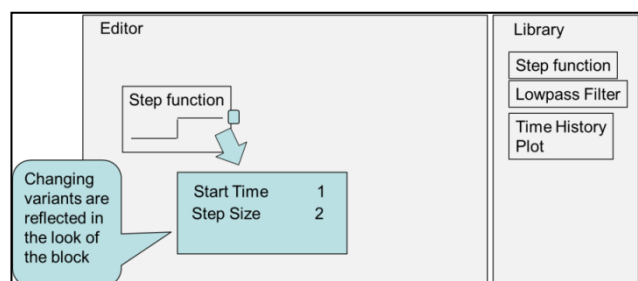 Editor
Step function
Start Time 1
Step Size 2
Changing
variants are
reflected in
the look of
the block
Library
Step function
Lowpass Filter
Time History
Plot